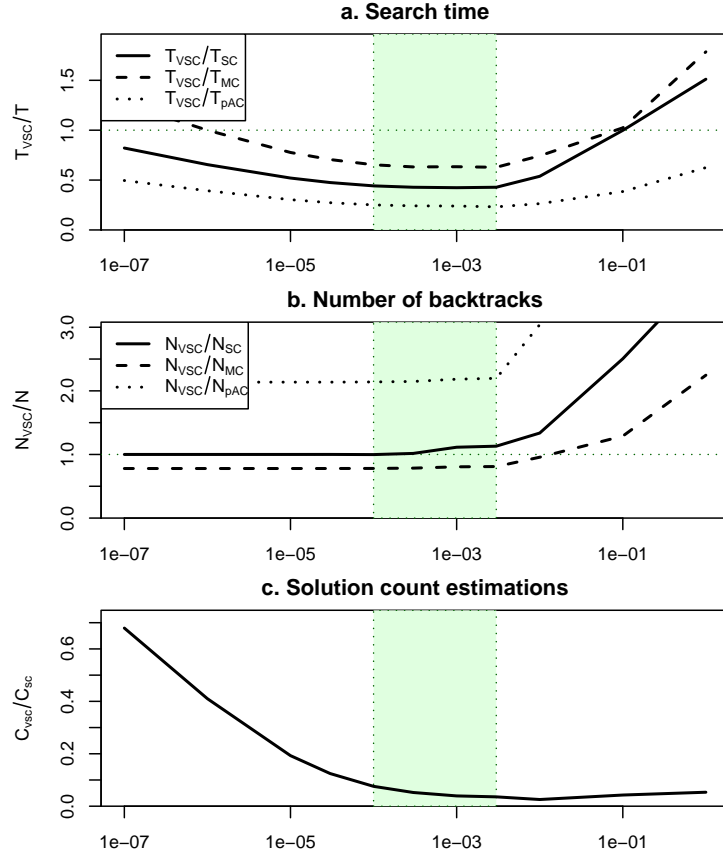 a. Search time
T_VSC/T_SC
T_VSC/T_MC
T_VSC/T_pAC
T_VSC/T
0.0 0.5 1.0 1.5
1e−07 1e−05 1e−03 1e−01
b. Number of backtracks
N_VSC/N_SC
N_VSC/N_MC
N_VSC/N_pAC
N_VSC/N
0.0 1.0 2.0 3.0
1e−07 1e−05 1e−03 1e−01
c. Solution count estimations
C_vsc/C_sc
0.0 0.2 0.4 0.6
1e−07 1e−05 1e−03 1e−01